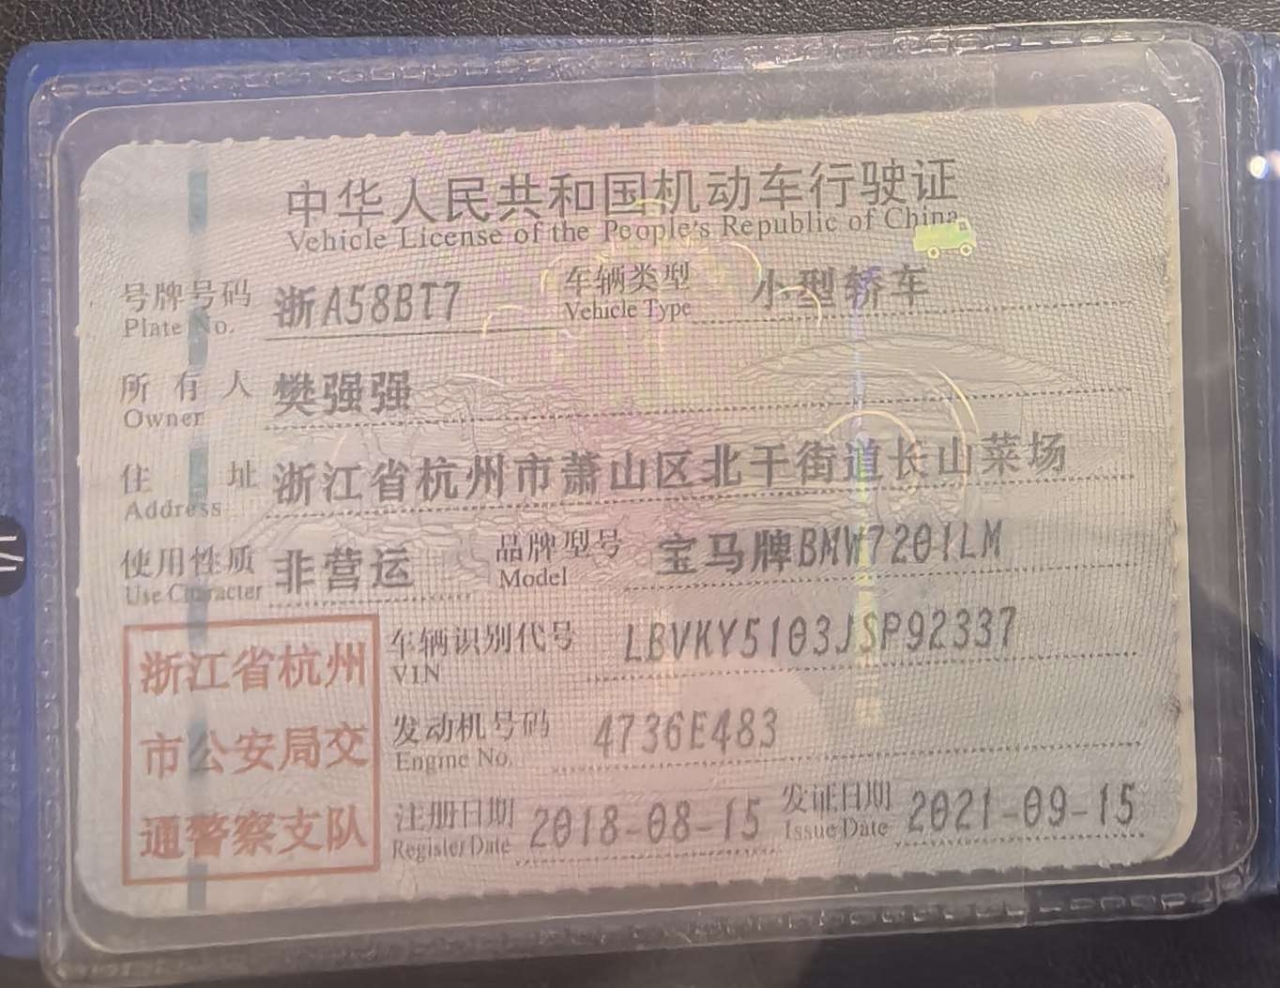 中华人民共和国机动车行驶证
Vehicle License of the People's Republic of China
号牌号码 浙A58BT7 车辆类型 小型轿车
Plate No. Vehicle Type
所有人 樊强强
Owner
住址 浙江省杭州市萧山区北干街道长山菜场
Address
使用性质 非营运 品牌型号 宝马牌BMW7201LM
Use Character Model
浙江省杭州
市公安局交
通警察支队
车辆识别代号 LBVKY5103JSP92337
VIN
发动机号码 4736E483
Engine No.
注册日期 2018-08-15 发证日期 2021-09-15
Register Date Issue Date